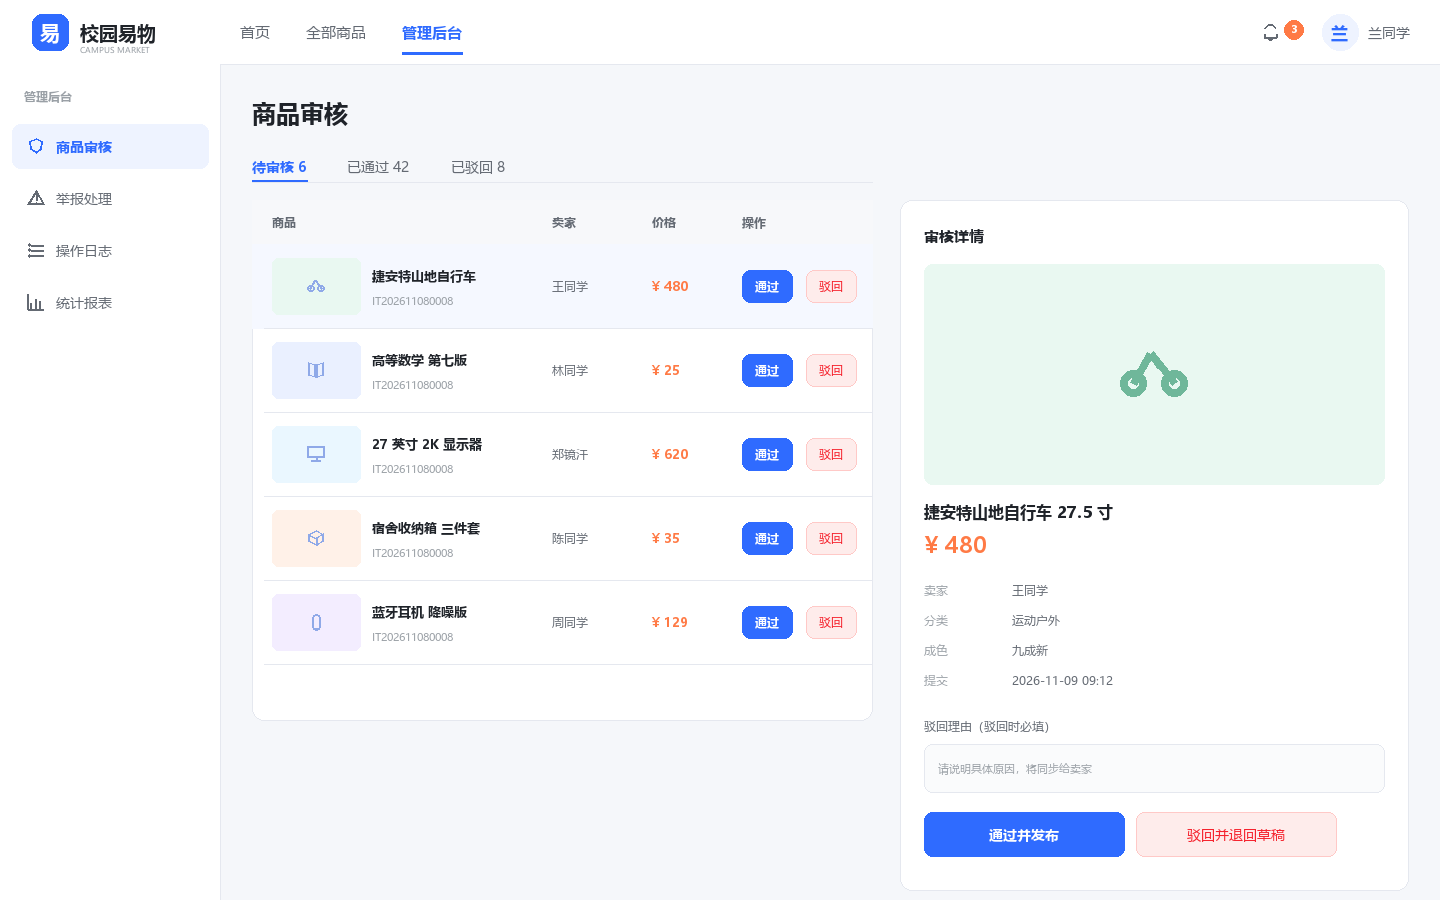 易 校园易物
CAMPUS MARKET
首页 全部商品 管理后台
3 兰 兰同学
管理后台
商品审核
举报处理
操作日志
统计报表
商品审核
待审核 6 已通过 42 已驳回 8
商品 卖家 价格 操作
捷安特山地自行车
IT202611080008
王同学 ¥ 480 通过 驳回
高等数学 第七版
IT202611080008
林同学 ¥ 25 通过 驳回
27 英寸 2K 显示器
IT202611080008
郑镜汗 ¥ 620 通过 驳回
宿舍收纳箱 三件套
IT202611080008
陈同学 ¥ 35 通过 驳回
蓝牙耳机 降噪版
IT202611080008
周同学 ¥ 129 通过 驳回
审核详情
捷安特山地自行车 27.5 寸
¥ 480
卖家 王同学
分类 运动户外
成色 九成新
提交 2026-11-09 09:12
驳回理由（驳回时必填）
请说明具体原因，将同步给卖家
通过并发布 驳回并退回草稿